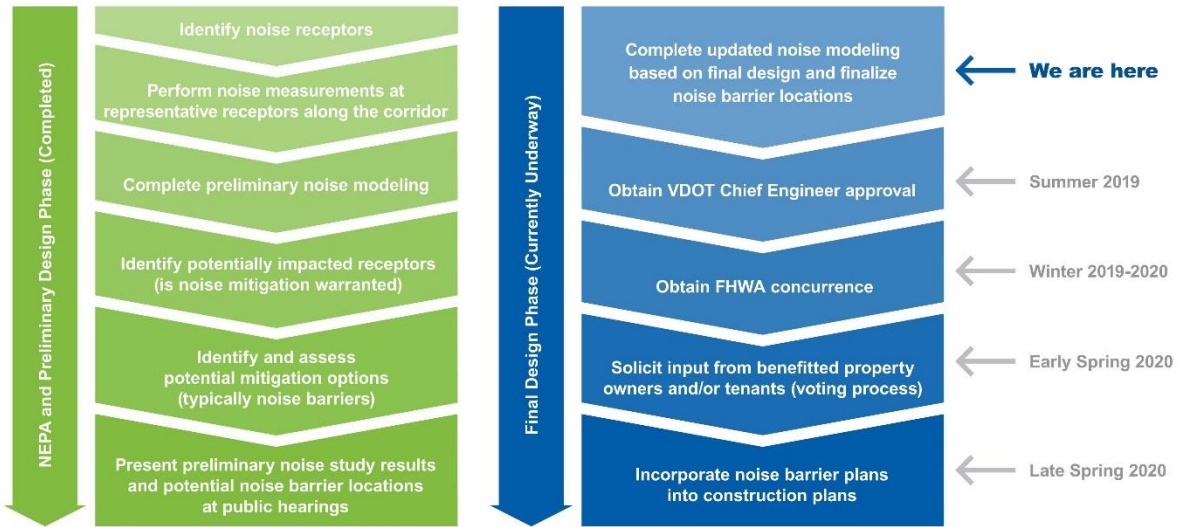 NEPA and Preliminary Design Phase (Completed)
Identify noise receptors
Perform noise measurements at
representative receptors along the corridor
Complete preliminary noise modeling
Identify potentially impacted receptors
(is noise mitigation warranted)
Identify and assess
potential mitigation options
(typically noise barriers)
Present preliminary noise study results
and potential noise barrier locations
at public hearings
Final Design Phase (Currently Underway)
Complete updated noise modeling
based on final design and finalize
noise barrier locations
We are here
Obtain VDOT Chief Engineer approval
Summer 2019
Obtain FHWA concurrence
Winter 2019-2020
Solicit input from benefitted property
owners and/or tenants (voting process)
Early Spring 2020
Incorporate noise barrier plans
into construction plans
Late Spring 2020